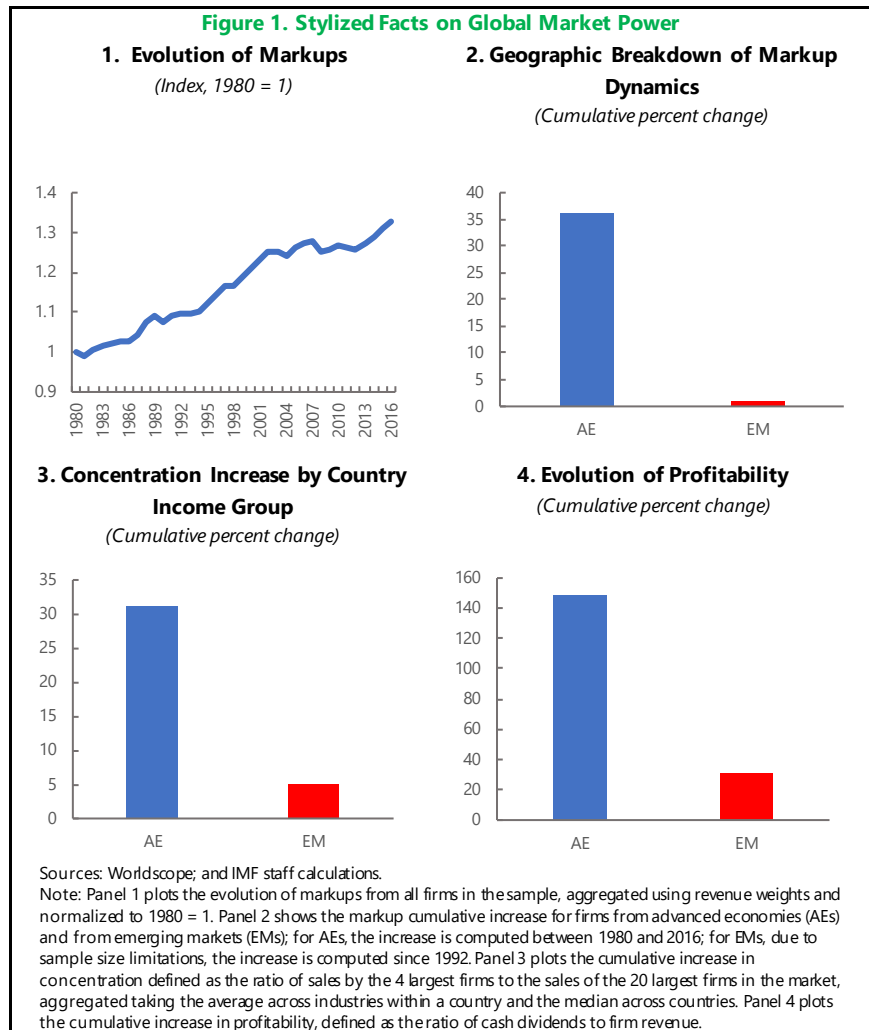 Figure 1. Stylized Facts on Global Market Power
1. Evolution of Markups
(Index, 1980 = 1)
1.4
1.3
1.2
1.1
1
0.9
1980
1983
1986
1989
1992
1995
1998
2001
2004
2007
2010
2013
2016
2. Geographic Breakdown of Markup
Dynamics
(Cumulative percent change)
40
35
30
25
20
15
10
5
0
AE
EM
3. Concentration Increase by Country
Income Group
(Cumulative percent change)
35
30
25
20
15
10
5
0
AE
EM
4. Evolution of Profitability
(Cumulative percent change)
160
140
120
100
80
60
40
20
0
AE
EM
Sources: Worldscope; and IMF staff calculations.
Note: Panel 1 plots the evolution of markups from all firms in the sample, aggregated using revenue weights and
normalized to 1980 = 1. Panel 2 shows the markup cumulative increase for firms from advanced economies (AEs)
and from emerging markets (EMs); for AEs, the increase is computed between 1980 and 2016; for EMs, due to
sample size limitations, the increase is computed since 1992. Panel 3 plots the cumulative increase in
concentration defined as the ratio of sales by the 4 largest firms to the sales of the 20 largest firms in the market,
aggregated taking the average across industries within a country and the median across countries. Panel 4 plots
the cumulative increase in profitability, defined as the ratio of cash dividends to firm revenue.